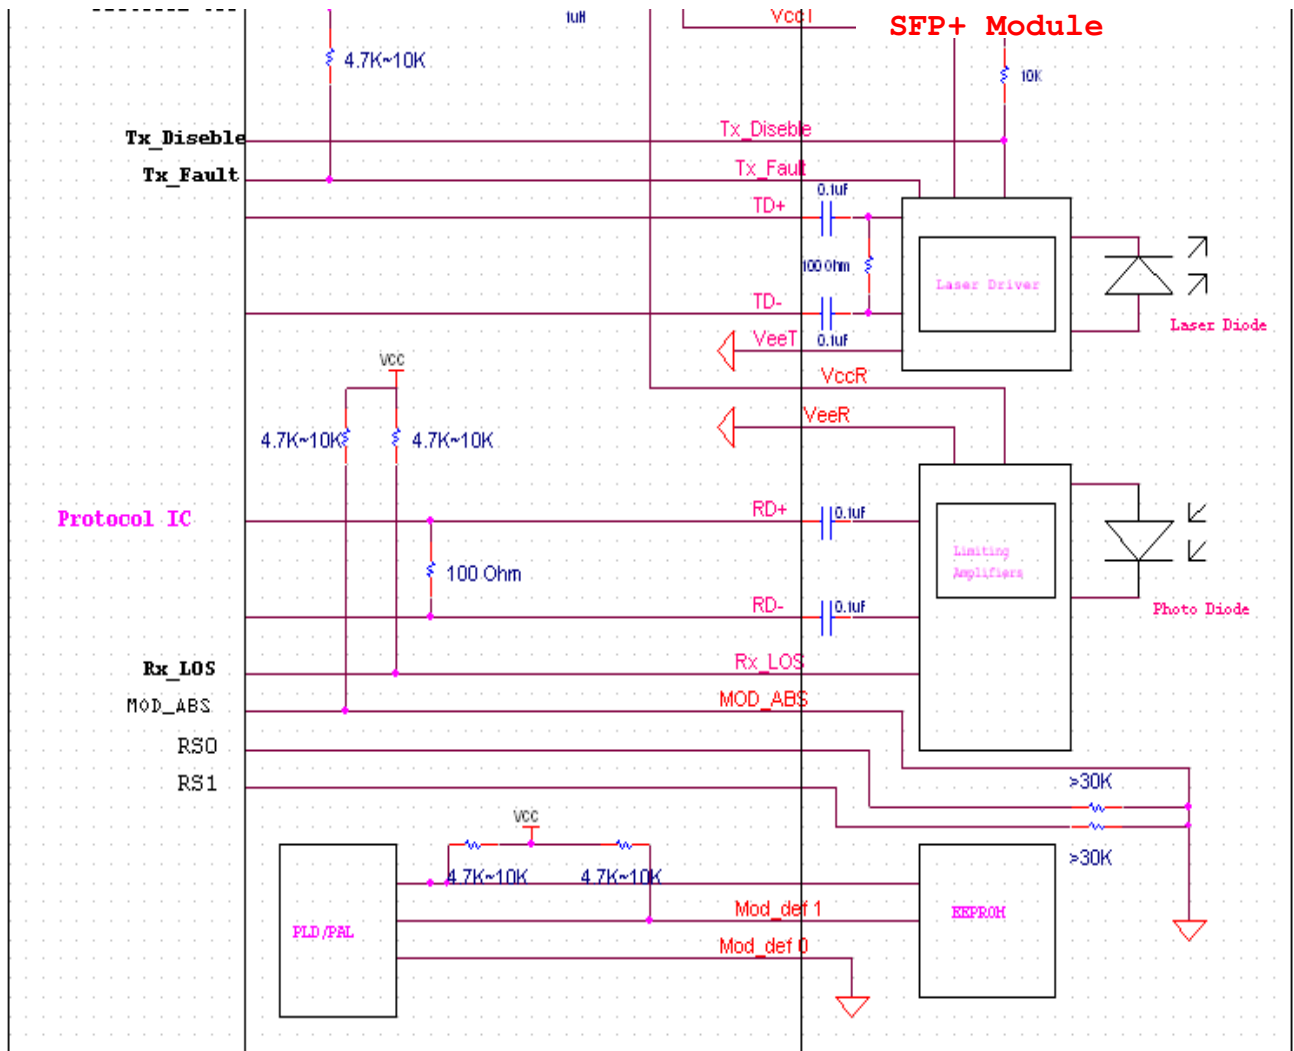 1uH
VccT
SFP+ Module
4.7K~10K
10K
Tx_Diseble
Tx_Diseble
Tx_Fault
Tx_Fault
0.1uF
TD+
100 Ohm
Laser Driver
TD-
Laser Diode
VeeT
0.1uF
VCC
VccR
VeeR
4.7K~10K
4.7K~10K
Protocol IC
RD+
0.1uF
Limiting
Amplifiers
100 Ohm
RD-
0.1uF
Photo Diode
Rx_LOS
Rx_LOS
MOD_ABS
MOD_ABS
RS0
RS1
>30K
VCC
>30K
4.7K~10K
4.7K~10K
Mod_def 1
EEPROM
PLD/PAL
Mod_def 0